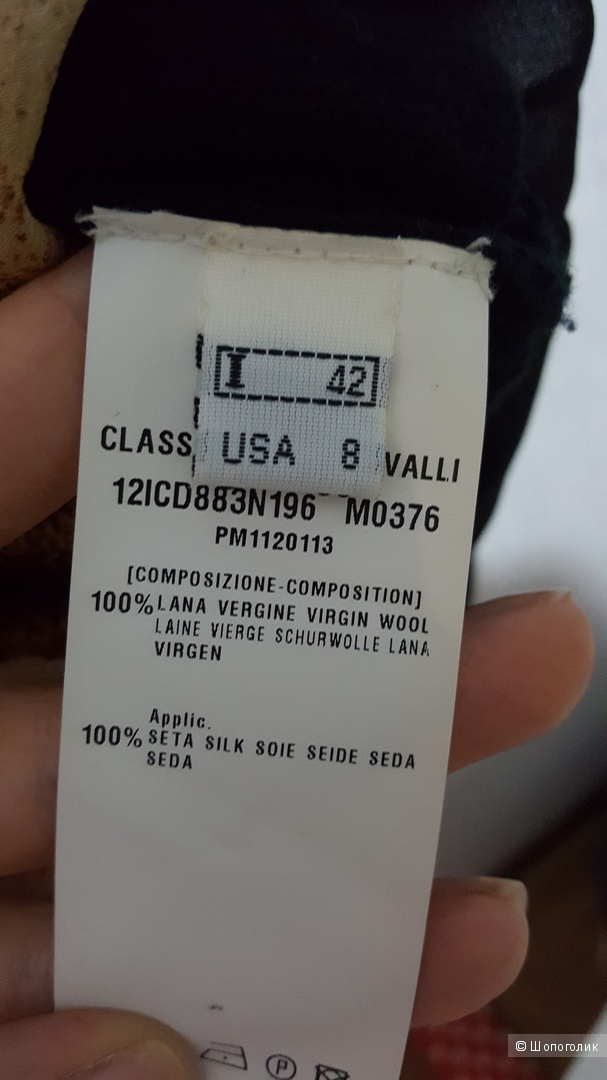 I 42
USA 8
CLASS VALLI
12ICD883N196 M0376
PM1120113
[COMPOSIZIONE-COMPOSITION]
100% LANA VERGINE VIRGIN WOOL
LAINE VIERGE SCHURWOLLE LANA
VIRGEN
Applic.
100% SETA SILK SOIE SEIDE SEDA
SEDA
P
© Шопоголик